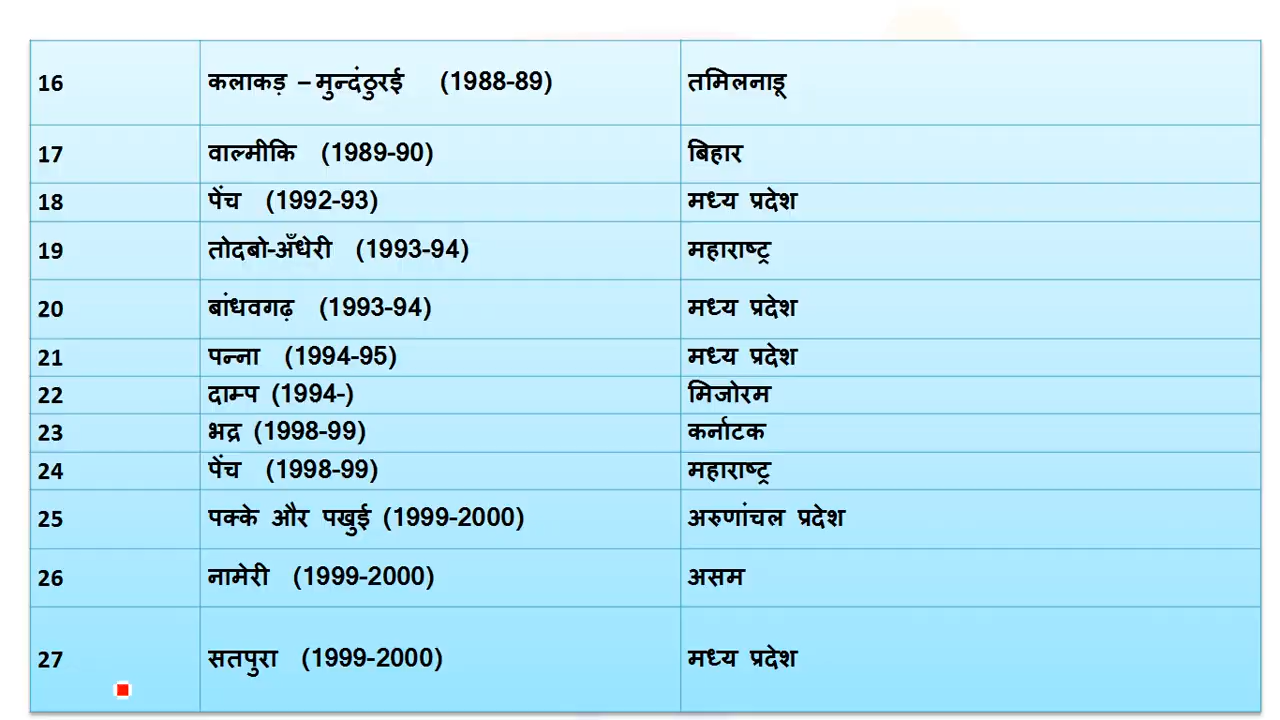 16 कलाकड़ – मुन्दंठुरई (1988-89) तमिलनाडू
17 वाल्मीकि (1989-90) बिहार
18 पेंच (1992-93) मध्य प्रदेश
19 तोदबो-अँधेरी (1993-94) महाराष्ट्र
20 बांधवगढ़ (1993-94) मध्य प्रदेश
21 पन्ना (1994-95) मध्य प्रदेश
22 दाम्प (1994-) मिजोरम
23 भद्र (1998-99) कर्नाटक
24 पेंच (1998-99) महाराष्ट्र
25 पक्के और पखुई (1999-2000) अरुणांचल प्रदेश
26 नामेरी (1999-2000) असम
27 सतपुरा (1999-2000) मध्य प्रदेश